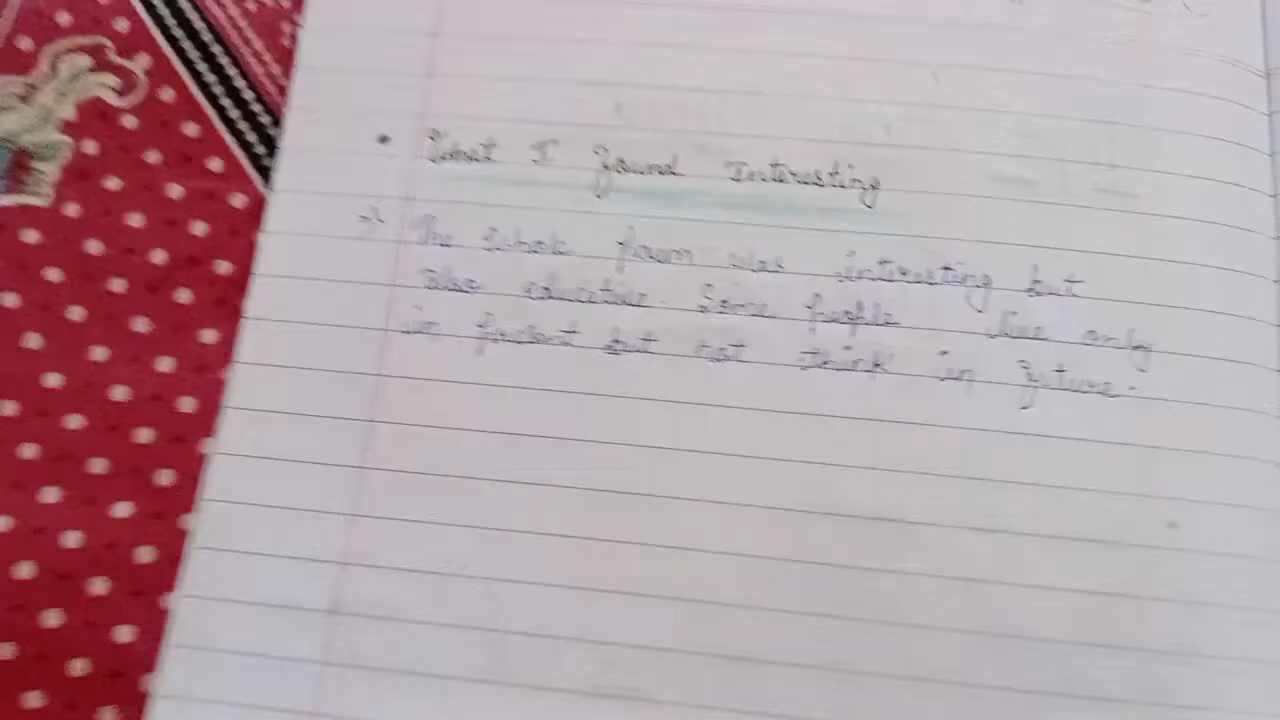 • What I found Interesting
→ The whole poem was interesting but
also educative. Some people live only
in present but not think in future.